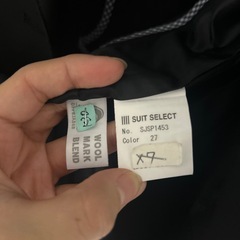 WOOL
MARK
BLEND
SUIT SELECT
No. SJSP1453
Color 27